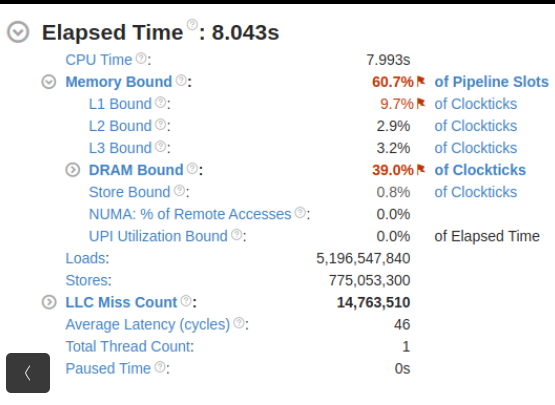 Elapsed Time ?: 8.043s
CPU Time ?: 7.993s
Memory Bound ?: 60.7% of Pipeline Slots
L1 Bound ?: 9.7% of Clockticks
L2 Bound ?: 2.9% of Clockticks
L3 Bound ?: 3.2% of Clockticks
DRAM Bound ?: 39.0% of Clockticks
Store Bound ?: 0.8% of Clockticks
NUMA: % of Remote Accesses ?: 0.0%
UPI Utilization Bound ?: 0.0% of Elapsed Time
Loads: 5,196,547,840
Stores: 775,053,300
LLC Miss Count ?: 14,763,510
Average Latency (cycles) ?: 46
Total Thread Count: 1
Paused Time ?: 0s